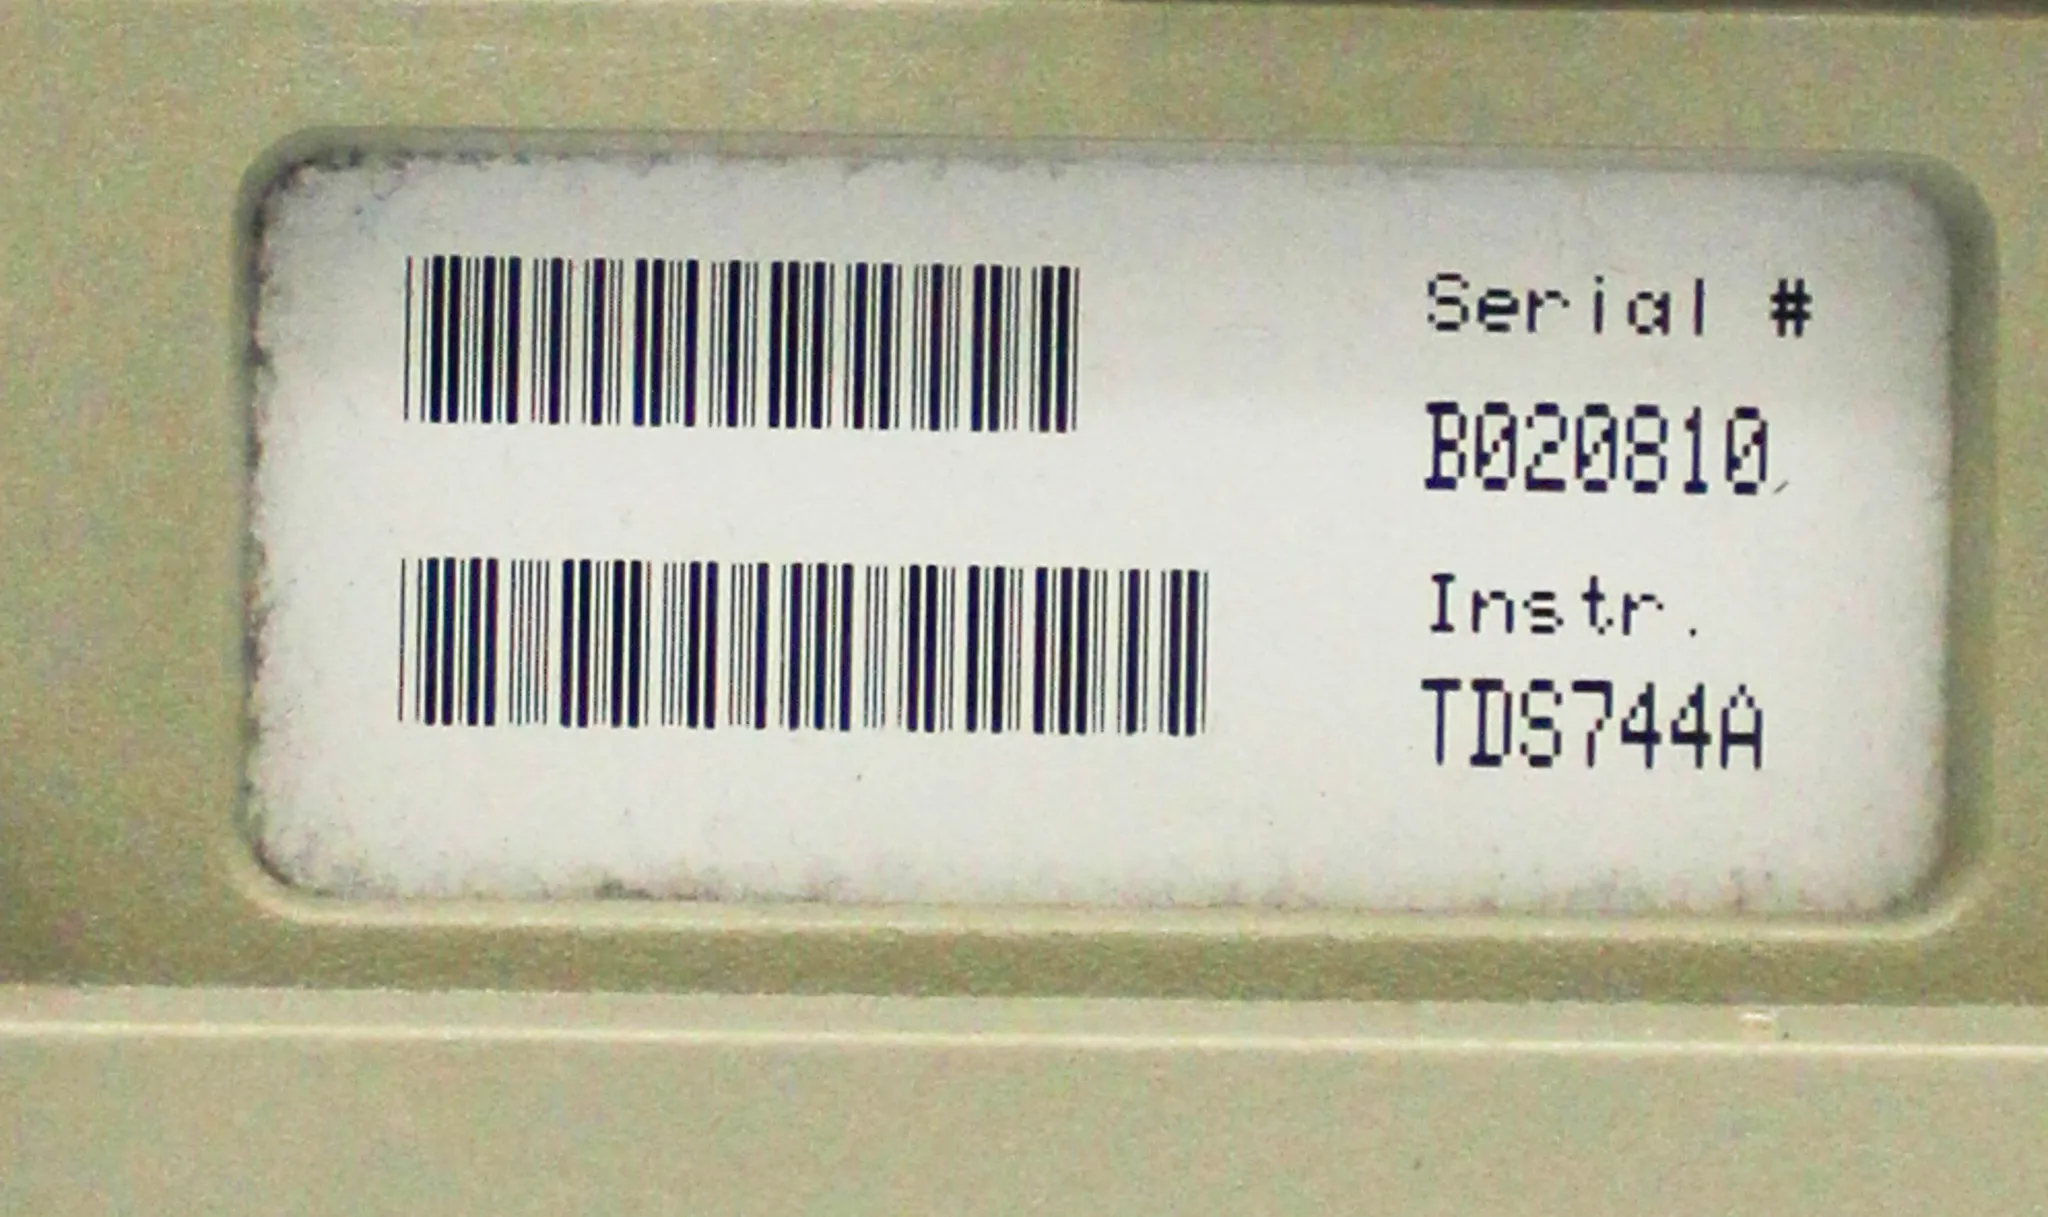 Serial #
B020810
Instr.
TDS744A